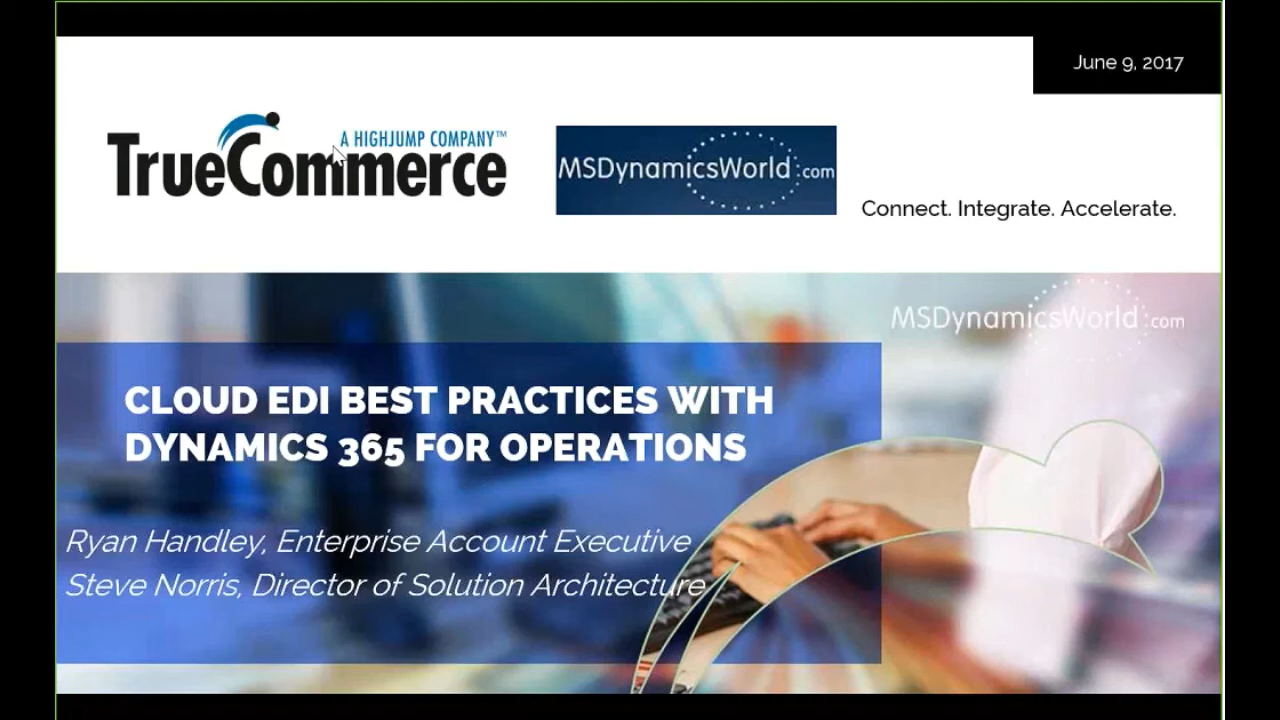 June 9, 2017
A HIGHJUMP COMPANY™
TrueCommerce
MSDynamicsWorld.com
Connect. Integrate. Accelerate.
MSDynamicsWorld.com
CLOUD EDI BEST PRACTICES WITH
DYNAMICS 365 FOR OPERATIONS
Ryan Handley, Enterprise Account Executive
Steve Norris, Director of Solution Architecture